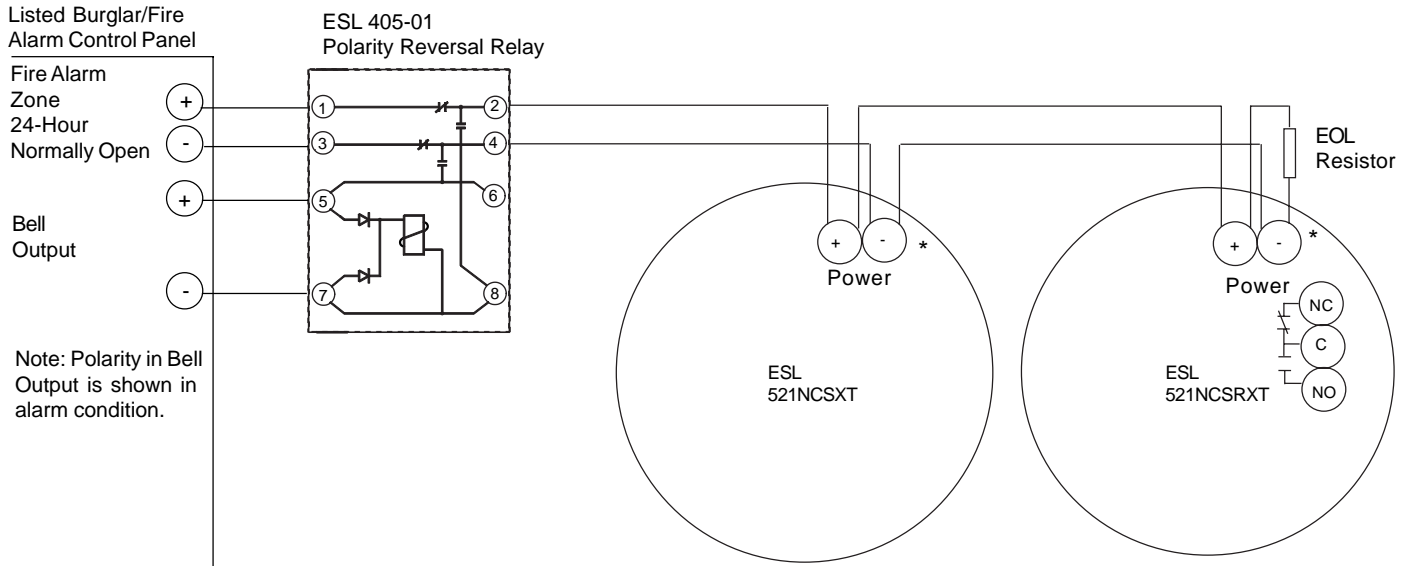 Listed Burglar/Fire
Alarm Control Panel
Fire Alarm
Zone
24-Hour
Normally Open
+
-
Bell
Output
+
-
Note: Polarity in Bell
Output is shown in
alarm condition.
ESL 405-01
Polarity Reversal Relay
1
2
3
4
5
6
7
8
+
-
*
Power
ESL
521NCSXT
EOL
Resistor
+
-
*
Power
NC
C
NO
ESL
521NCSRXT